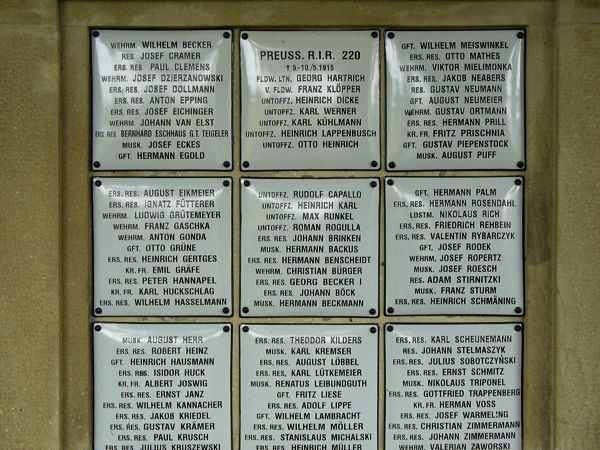 WEHRM. WILHELM BECKER
RES. JOSEF CRAMER
ERS. RES. PAUL CLEMENS
WEHRM. JOSEF DZIERZANOWSKI
ERS. RES. JOSEF DOLLMANN
ERS. RES. ANTON EPPING
ERS. RES. JOSEF EICHINGER
WEHRM. JOHANN VAN ELST
ERS. RES. BERNHARD ESCHHAUS G.T. TEIGELER
MUSK. JOSEF ECKES
GFT. HERMANN EGOLD
PREUSS. R.I.R. 220
† 9.-10./5.1915
FLDW. LTN. GEORG HARTRICH
V. FLDW. FRANZ KLÖPPER
UNTOFFZ. HEINRICH DICKE
UNTOFFZ. KARL WERNER
UNTOFFZ. KARL KÜHLMANN
UNTOFFZ. HEINRICH LAPPENBUSCH
UNTOFFZ. OTTO HEINRICH
GFT. WILHELM MEISWINKEL
ERS. RES. OTTO MATHES
WEHRM. VIKTOR MIELIMONKA
ERS. RES. JAKOB NEABERS
RES. GUSTAV NEUMANN
GFT. AUGUST NEUMEIER
WEHRM. GUSTAV ORTMANN
ERS. RES. HERMANN PRILL
KR. FR. FRITZ PRISCHNIA
GFT. GUSTAV PIEPENSTOCK
MUSK. AUGUST PUFF
ERS. RES. AUGUST EIKMEIER
ERS. RES. IGNATZ FÜTTERER
WEHRM. LUDWIG GRÜTEMEYER
WEHRM. FRANZ GASCHKA
WEHRM. ANTON GONDA
GFT. OTTO GRÜNE
ERS. RES. HEINRICH GERTGES
KR. FR. EMIL GRÄFE
ERS. RES. PETER HANNAPEL
KR. FR. KARL HUCKSCHLAG
ERS. RES. WILHELM HASSELMANN
UNTOFFZ. RUDOLF CAPALLO
UNTOFFZ. HEINRICH KARL
UNTOFFZ. MAX RUNKEL
UNTOFFZ. ROMAN ROGULLA
ERS. RES. JOHANN BRINKEN
MUSK. HERMANN BACKUS
ERS. RES. HERMANN BENSCHEIDT
WEHRM. CHRISTIAN BÜRGER
ERS. RES. GEORG BECKER I
ERS. RES. JOHANN BÖCK
MUSK. HERMANN BECKMANN
GFT. HERMANN PALM
ERS. RES. HERMANN ROSENDAHL
LDSTM. NIKOLAUS RICH
ERS. RES. FRIEDRICH REHBEIN
ERS. RES. VALENTIN RYBARCZYK
GFT. JOSEF RODEK
WEHRM. JOSEF ROPERTZ
MUSK. JOSEF ROESCH
RES. ADAM STIRNITZKI
MUSK. FRANZ STURM
ERS. RES. HEINRICH SCHMÄNING
MUSK. AUGUST HERR
ERS. RES. ROBERT HEINZ
GFT. HEINRICH HAUSMANN
ERS. RES. ISIDOR HUCK
KR. FR. ALBERT JOSWIG
ERS. RES. ERNST JANZ
ERS. RES. WILHELM KANNACHER
ERS. RES. JAKOB KRIEDEL
ERS. RES. GUSTAV KRÄMER
ERS. RES. PAUL KRUSCH
ERS. RES. JULIUS KRUSZEWSKI
ERS. RES. THEODOR KILDERS
MUSK. KARL KREMSER
ERS. RES. AUGUST LÖBBEL
ERS. RES. KARL LÜTKEMEIER
MUSK. RENATUS LEIBUNDGUTH
GFT. FRITZ LIESE
ERS. RES. ADOLF LIPPE
GFT. WILHELM LAMBRACHT
ERS. RES. WILHELM MÖLLER
ERS. RES. STANISLAUS MICHALSKI
ERS. RES. HEINRICH MÜLLER
ERS. RES. KARL SCHEUNEMANN
RES. JOHANN STELMASZYK
ERS. RES. JULIUS SOBOTCZYŃSKI
ERS. RES. ERNST SCHMITZ
MUSK. NIKOLAUS TRIPONEL
ERS. RES. GOTTFRIED TRAPPENBERG
KR. FR. HERMAN VOSS
ERS. RES. JOSEF WARMELING
ERS. RES. CHRISTIAN ZIMMERMANN
ERS. RES. JOHANN ZIMMERMANN
WEHRM. VALERIAN ZAWORSKI